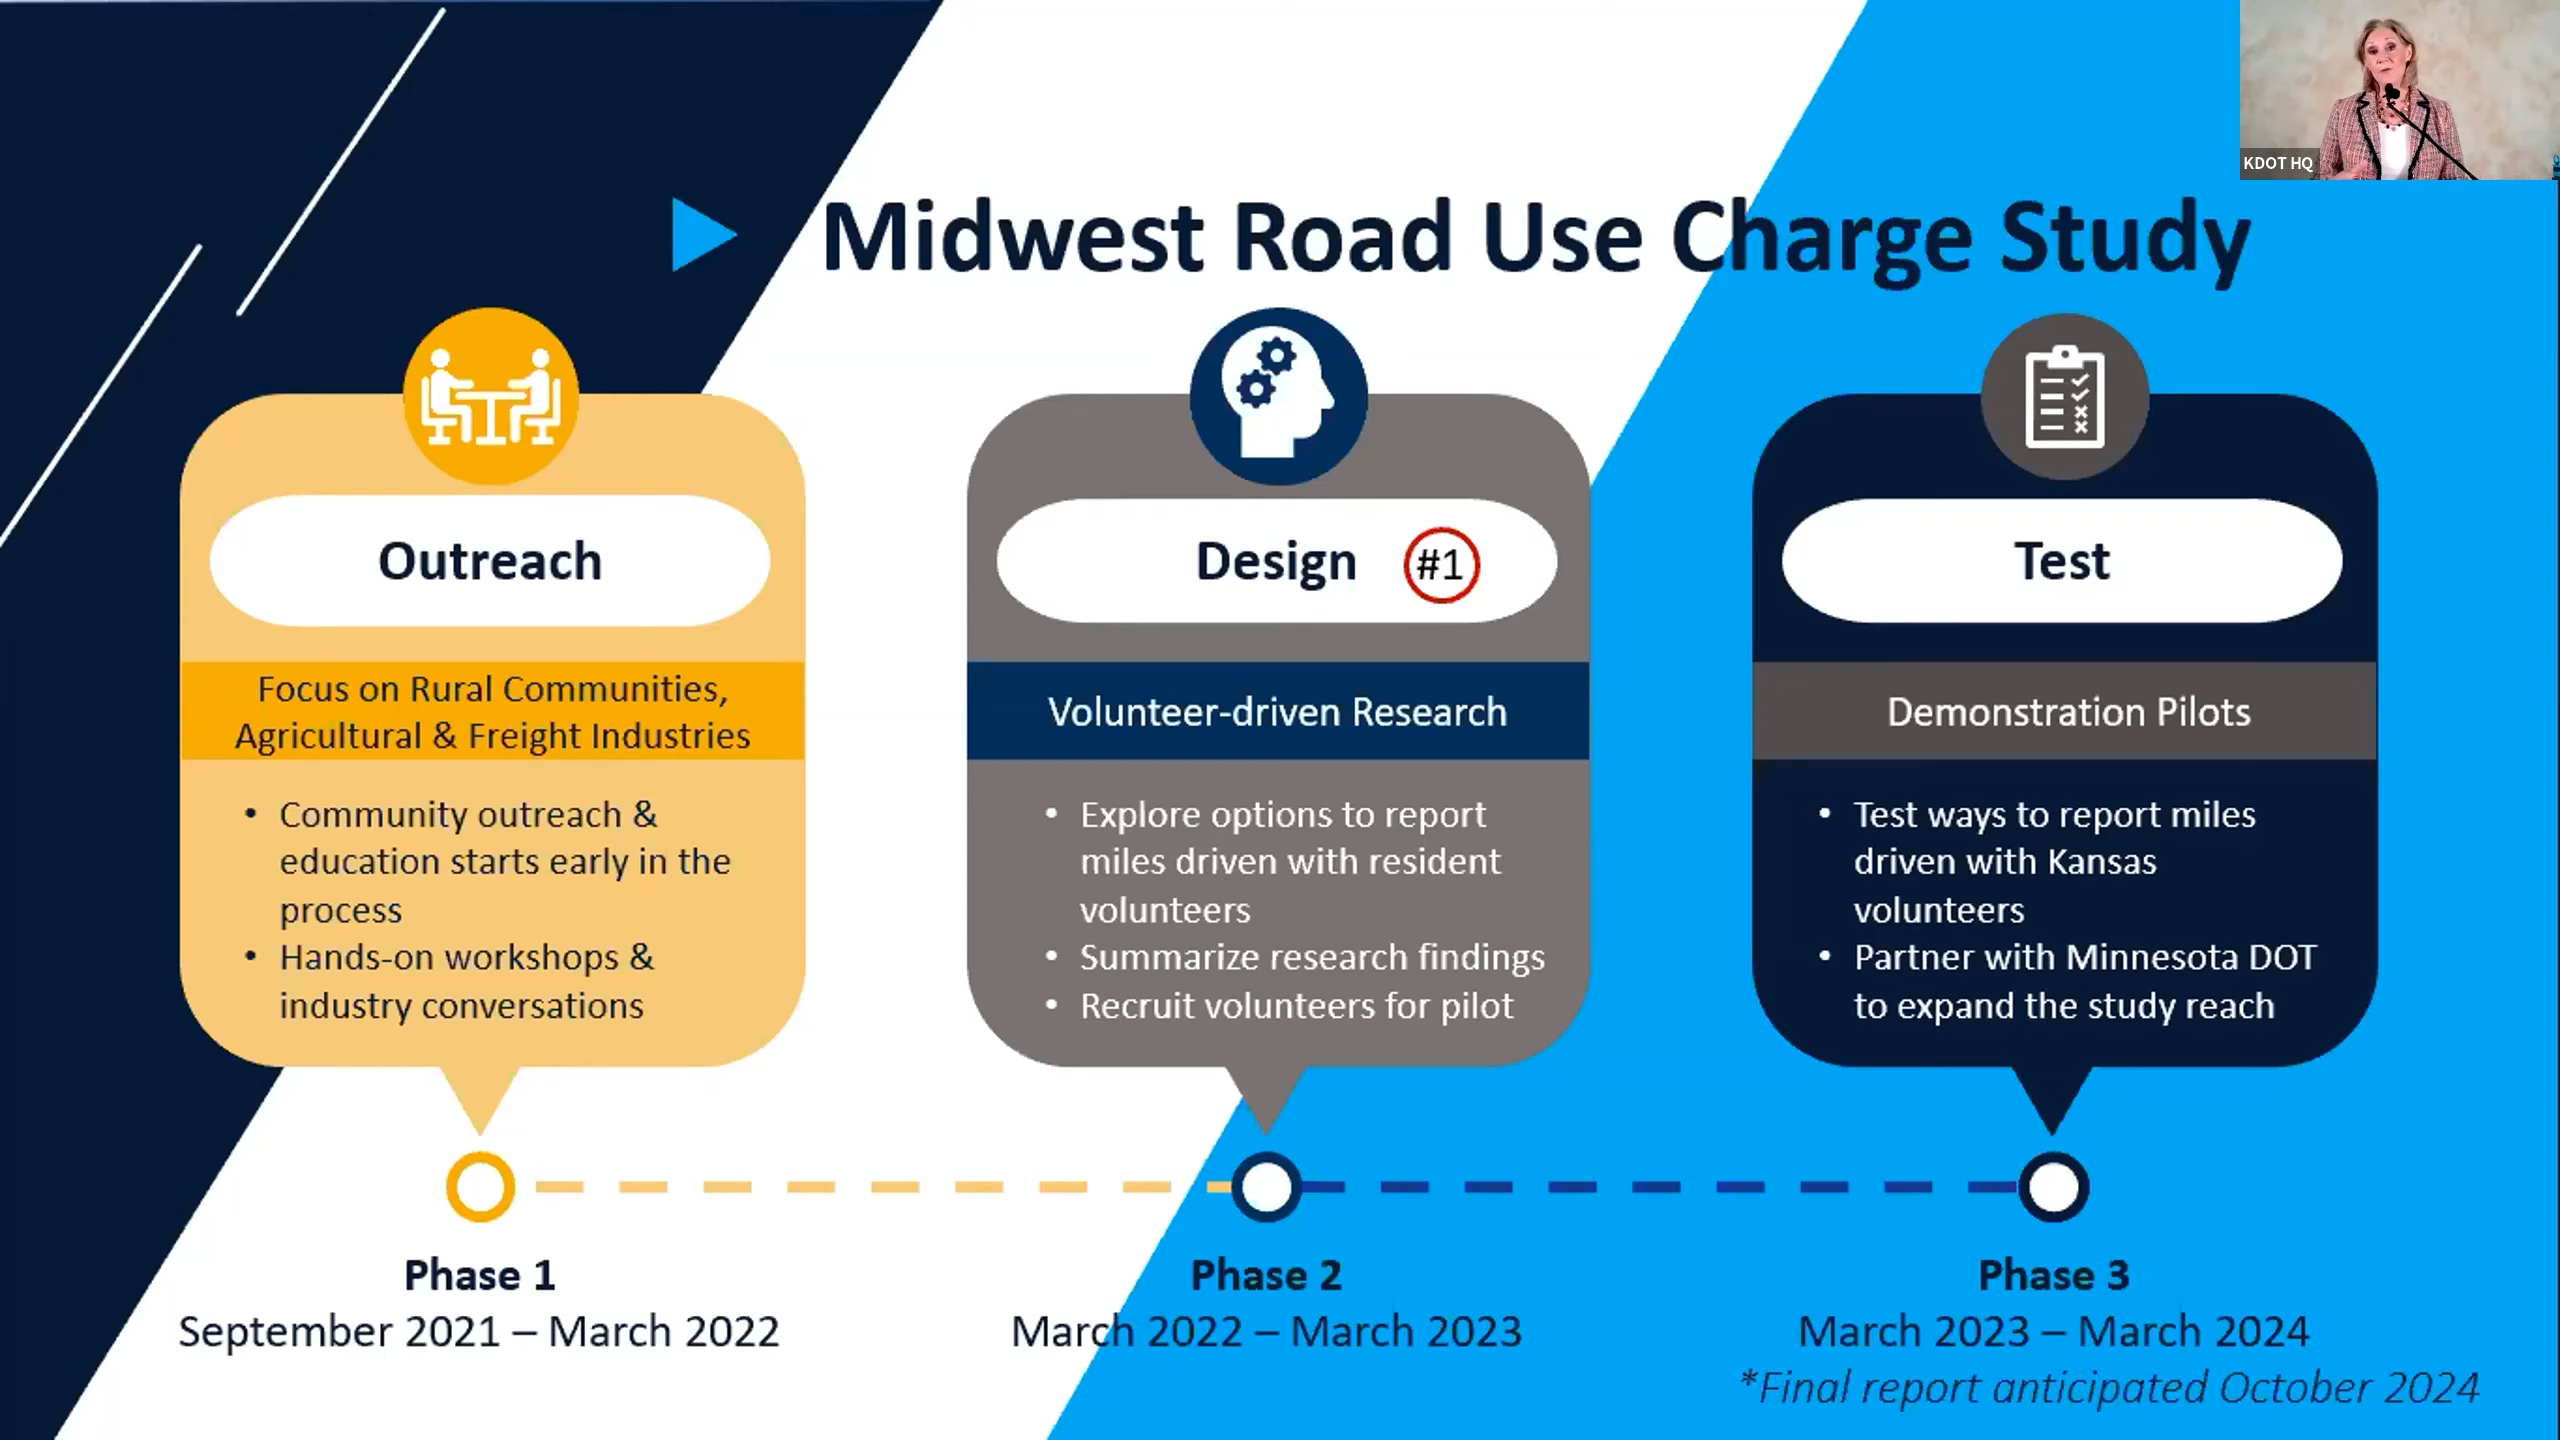 KDOT HQ
Midwest Road Use Charge Study
Outreach
Focus on Rural Communities,
Agricultural & Freight Industries
• Community outreach &
education starts early in the
process
• Hands-on workshops &
industry conversations
Design #1
Volunteer-driven Research
• Explore options to report
miles driven with resident
volunteers
• Summarize research findings
• Recruit volunteers for pilot
Test
Demonstration Pilots
• Test ways to report miles
driven with Kansas
volunteers
• Partner with Minnesota DOT
to expand the study reach
Phase 1
September 2021 – March 2022
Phase 2
March 2022 – March 2023
Phase 3
March 2023 – March 2024
*Final report anticipated October 2024